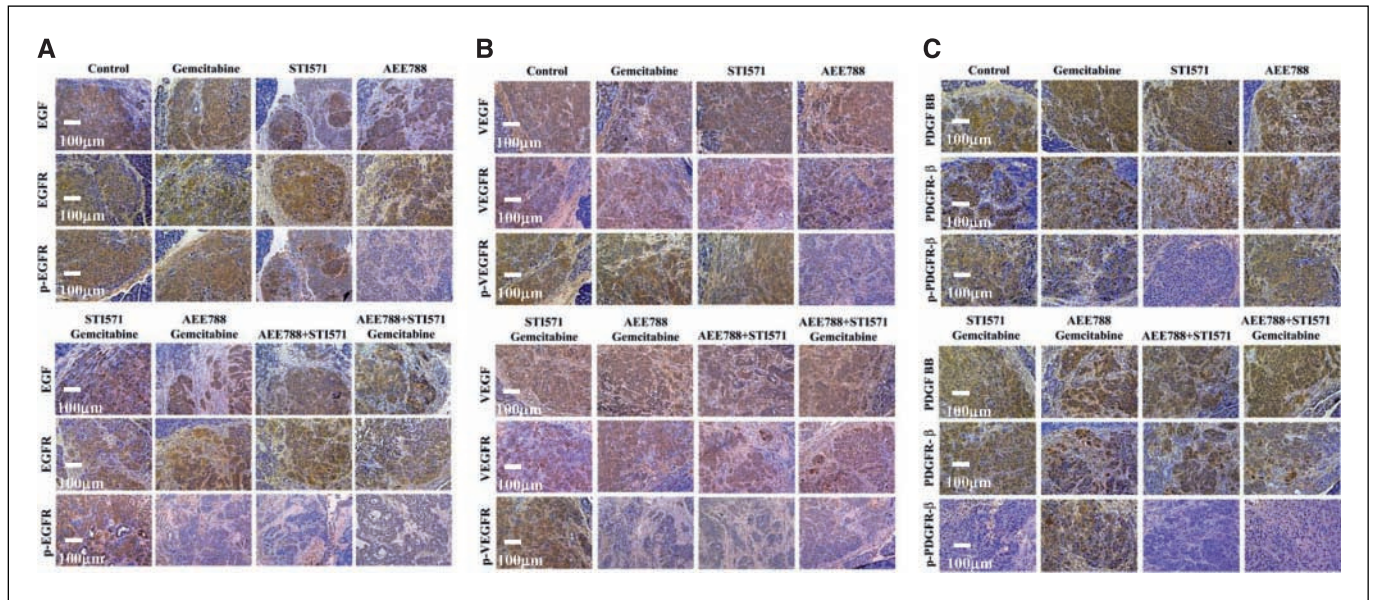 A
Control Gemcitabine STI571 AEE788
EGF
100µm
EGFR
100µm
p-EGFR
100µm
STI571 Gemcitabine
AEE788 Gemcitabine
AEE788+STI571
AEE788+STI571 Gemcitabine
EGF
100µm
EGFR
100µm
p-EGFR
100µm
B
Control Gemcitabine STI571 AEE788
VEGF
100µm
VEGFR
100µm
p-VEGFR
100µm
STI571 Gemcitabine
AEE788 Gemcitabine
AEE788+STI571
AEE788+STI571 Gemcitabine
VEGF
100µm
VEGFR
100µm
p-VEGFR
100µm
C
Control Gemcitabine STI571 AEE788
PDGF BB
100µm
PDGFR-β
100µm
p-PDGFR-β
100µm
STI571 Gemcitabine
AEE788 Gemcitabine
AEE788+STI571
AEE788+STI571 Gemcitabine
PDGF BB
100µm
PDGFR-β
100µm
p-PDGFR-β
100µm